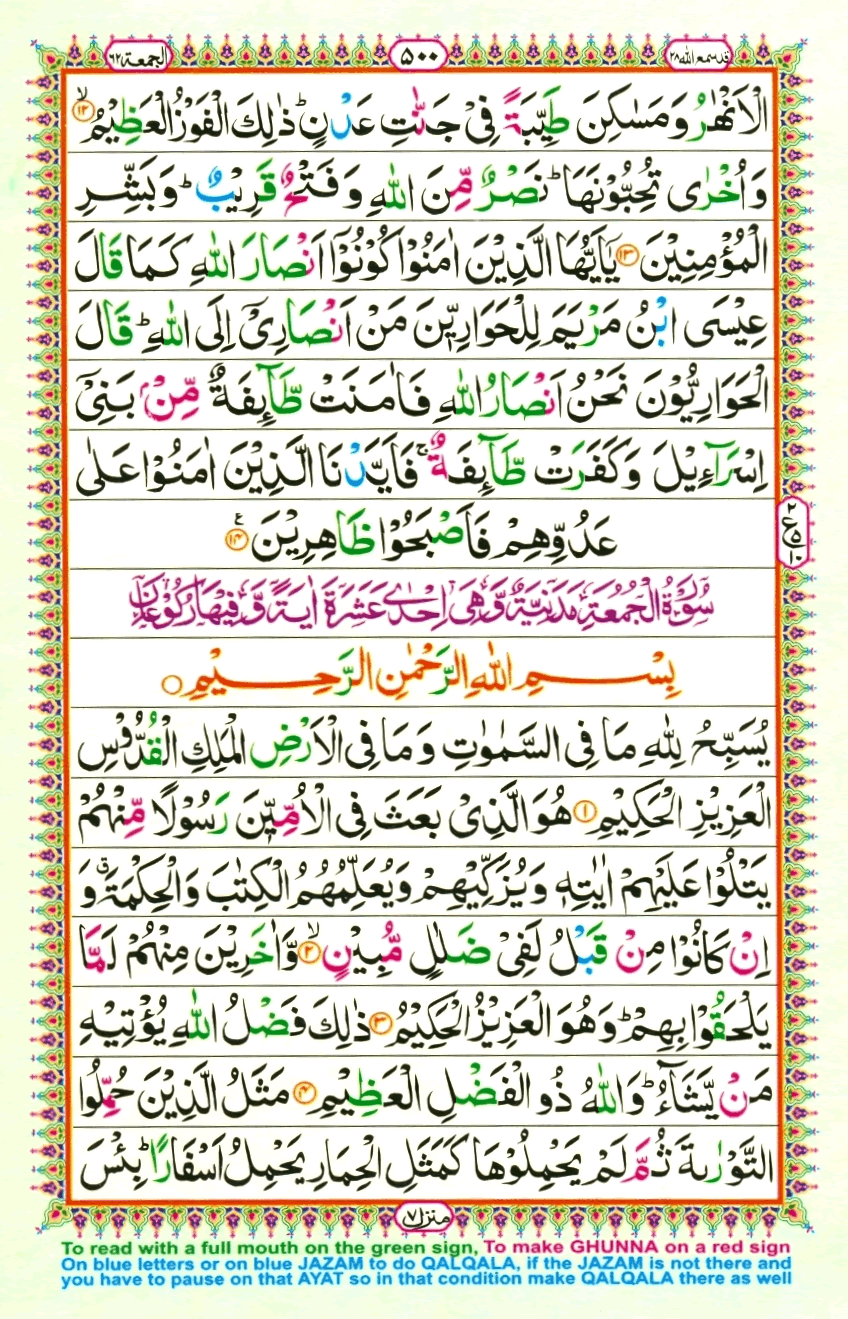 قد سمع الله ٢٨
٥٠٠
الجمعة ٦٢
الْاَنْهٰرُ وَمَسٰكِنَ طَيِّبَةً فِيْ جَنّٰتِ عَدْنٍ ؕ ذٰلِكَ الْفَوْزُ الْعَظِيْمُ ۙ۝۱۲
وَاُخْرٰى تُحِبُّوْنَهَا ؕ نَصْرٌ مِّنَ اللّٰهِ وَفَتْحٌ قَرِيْبٌ ؕ وَبَشِّرِ
الْمُؤْمِنِيْنَ ۝۱۳ يٰۤاَيُّهَا الَّذِيْنَ اٰمَنُوْا كُوْنُوْۤا اَنْصَارَ اللّٰهِ كَمَا قَالَ
عِيْسَى ابْنُ مَرْيَمَ لِلْحَوَارِيّٖنَ مَنْ اَنْصَارِيْۤ اِلَى اللّٰهِ ؕ قَالَ
الْحَوَارِيُّوْنَ نَحْنُ اَنْصَارُ اللّٰهِ فَاٰمَنَتْ طَّآىِٕفَةٌ مِّنْۢ بَنِيْۤ
اِسْرَآءِيْلَ وَكَفَرَتْ طَّآىِٕفَةٌ ۚ فَاَيَّدْنَا الَّذِيْنَ اٰمَنُوْا عَلٰى
عَدُوِّهِمْ فَاَصْبَحُوْا ظَاهِرِيْنَ ۝۱۴ ع
٢ ع ٥ ١٠
سُوْرَةُ الْجُمُعَةِ مَدَنِيَّةٌ وَّهِيَ اِحْدٰى عَشَرَةَ اٰيَةً وَّفِيْهَا رُكُوْعَانِ
بِسْمِ اللّٰهِ الرَّحْمٰنِ الرَّحِيْمِ ۝
يُسَبِّحُ لِلّٰهِ مَا فِى السَّمٰوٰتِ وَمَا فِى الْاَرْضِ الْمَلِكِ الْقُدُّوْسِ
الْعَزِيْزِ الْحَكِيْمِ ۝۱ هُوَ الَّذِيْ بَعَثَ فِى الْاُمِّيّٖنَ رَسُوْلًا مِّنْهُمْ
يَتْلُوْا عَلَيْهِمْ اٰيٰتِهٖ وَيُزَكِّيْهِمْ وَيُعَلِّمُهُمُ الْكِتٰبَ وَالْحِكْمَةَ ۗ وَ
اِنْ كَانُوْا مِنْ قَبْلُ لَفِيْ ضَلٰلٍ مُّبِيْنٍ ۙ۝۲ وَّاٰخَرِيْنَ مِنْهُمْ لَمَّا
يَلْحَقُوْا بِهِمْ ؕ وَهُوَ الْعَزِيْزُ الْحَكِيْمُ ۝۳ ذٰلِكَ فَضْلُ اللّٰهِ يُؤْتِيْهِ
مَنْ يَّشَآءُ ؕ وَاللّٰهُ ذُو الْفَضْلِ الْعَظِيْمِ ۝۴ مَثَلُ الَّذِيْنَ حُمِّلُوا
التَّوْرٰىةَ ثُمَّ لَمْ يَحْمِلُوْهَا كَمَثَلِ الْحِمَارِ يَحْمِلُ اَسْفَارًا ؕ بِئْسَ
منزل ٧
To read with a full mouth on the green sign, To make GHUNNA on a red sign
On blue letters or on blue JAZAM to do QALQALA, if the JAZAM is not there and
you have to pause on that AYAT so in that condition make QALQALA there as well